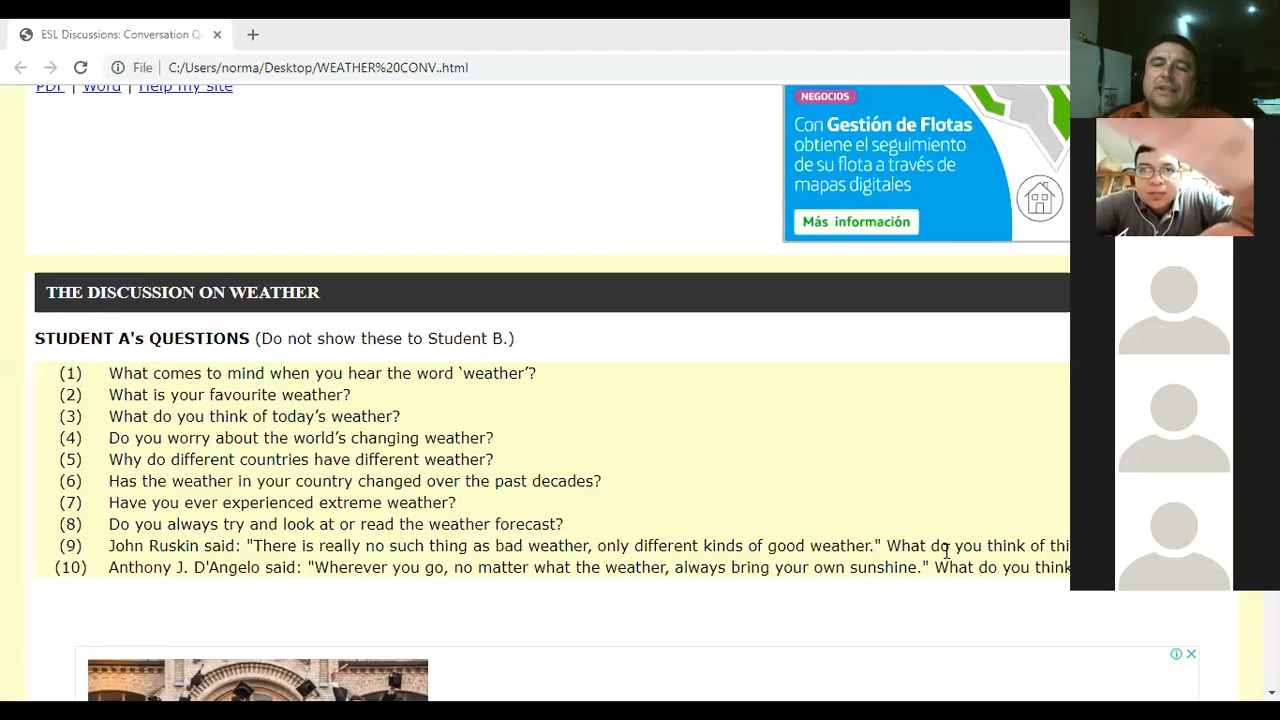 ESL Discussions: Conversation Q
File C:/Users/norma/Desktop/WEATHER%20CONV..html
PDF | Word | Help my site
NEGOCIOS
Con Gestión de Flotas
obtiene el seguimiento
de su flota a través de
mapas digitales
Más información
THE DISCUSSION ON WEATHER
STUDENT A's QUESTIONS (Do not show these to Student B.)
(1) What comes to mind when you hear the word ‘weather’?
(2) What is your favourite weather?
(3) What do you think of today’s weather?
(4) Do you worry about the world’s changing weather?
(5) Why do different countries have different weather?
(6) Has the weather in your country changed over the past decades?
(7) Have you ever experienced extreme weather?
(8) Do you always try and look at or read the weather forecast?
(9) John Ruskin said: "There is really no such thing as bad weather, only different kinds of good weather." What do you think of thi
(10) Anthony J. D'Angelo said: "Wherever you go, no matter what the weather, always bring your own sunshine." What do you think